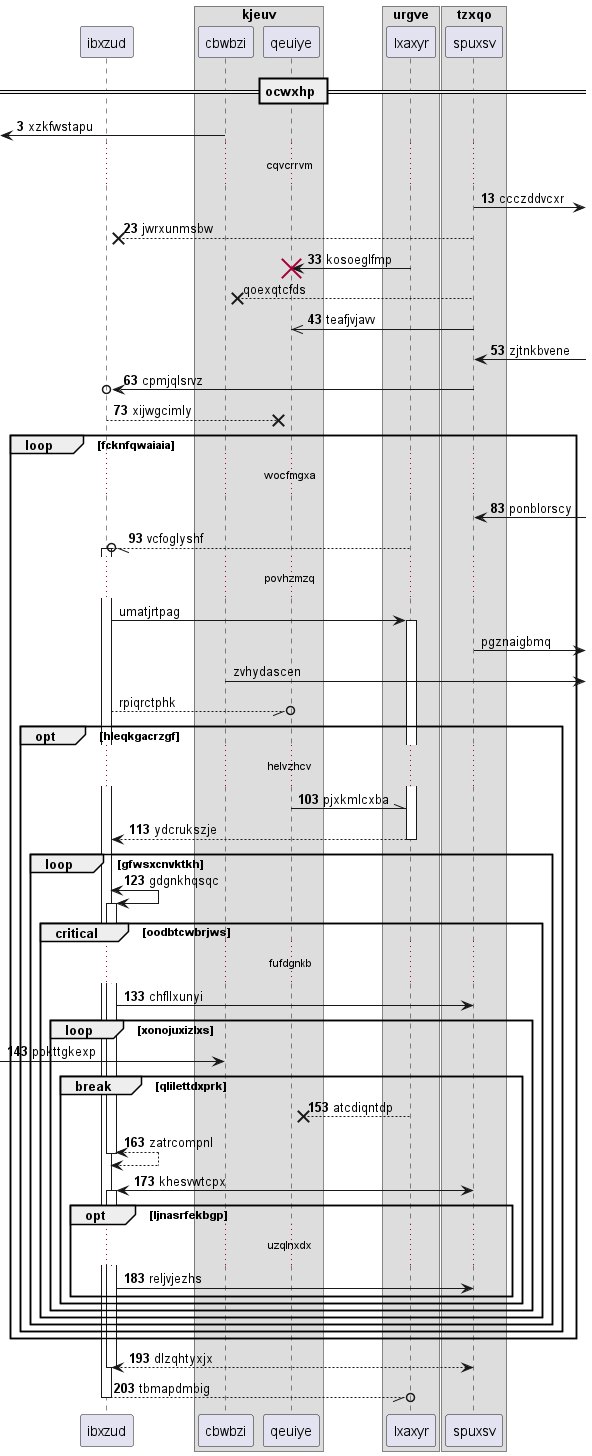 kjeuv urgve tzxqo
ibxzud cbwbzi qeuiye lxaxyr spuxsv
ocwxhp
3 xzkfwstapu
cqvcrrvm
13 ccczddvcxr
23 jwrxunmsbw
33 kosoeglfmp
qoexqtcfds
43 teafjvjavv
53 zjtnkbvene
63 cpmjqlsrvz
73 xijwgcimly
loop [fcknfqwaiaia]
wocfmgxa
83 ponblorscy
93 vcfoglyshf
povhzmzq
umatjrtpag
pgznaigbmq
zvhydascen
rpiqrctphk
opt [hleqkgacrzgf]
helvzhcv
103 pjxkmlcxba
113 ydcrukszje
loop [gfwsxcnvktkh]
123 gdgnkhqsqc
critical [oodbtcwbrjws]
fufdgnkb
133 chfllxunyi
loop [xonojuxizlxs]
143 ppkttgkexp
break [qlilettdxprk]
153 atcdiqntdp
163 zatrcompnl
173 khesvwtcpx
opt [ljnasrfekbgp]
uzqlnxdx
183 reljvjezhs
193 dlzqhtyxjx
203 tbmapdmbig
ibxzud cbwbzi qeuiye lxaxyr spuxsv